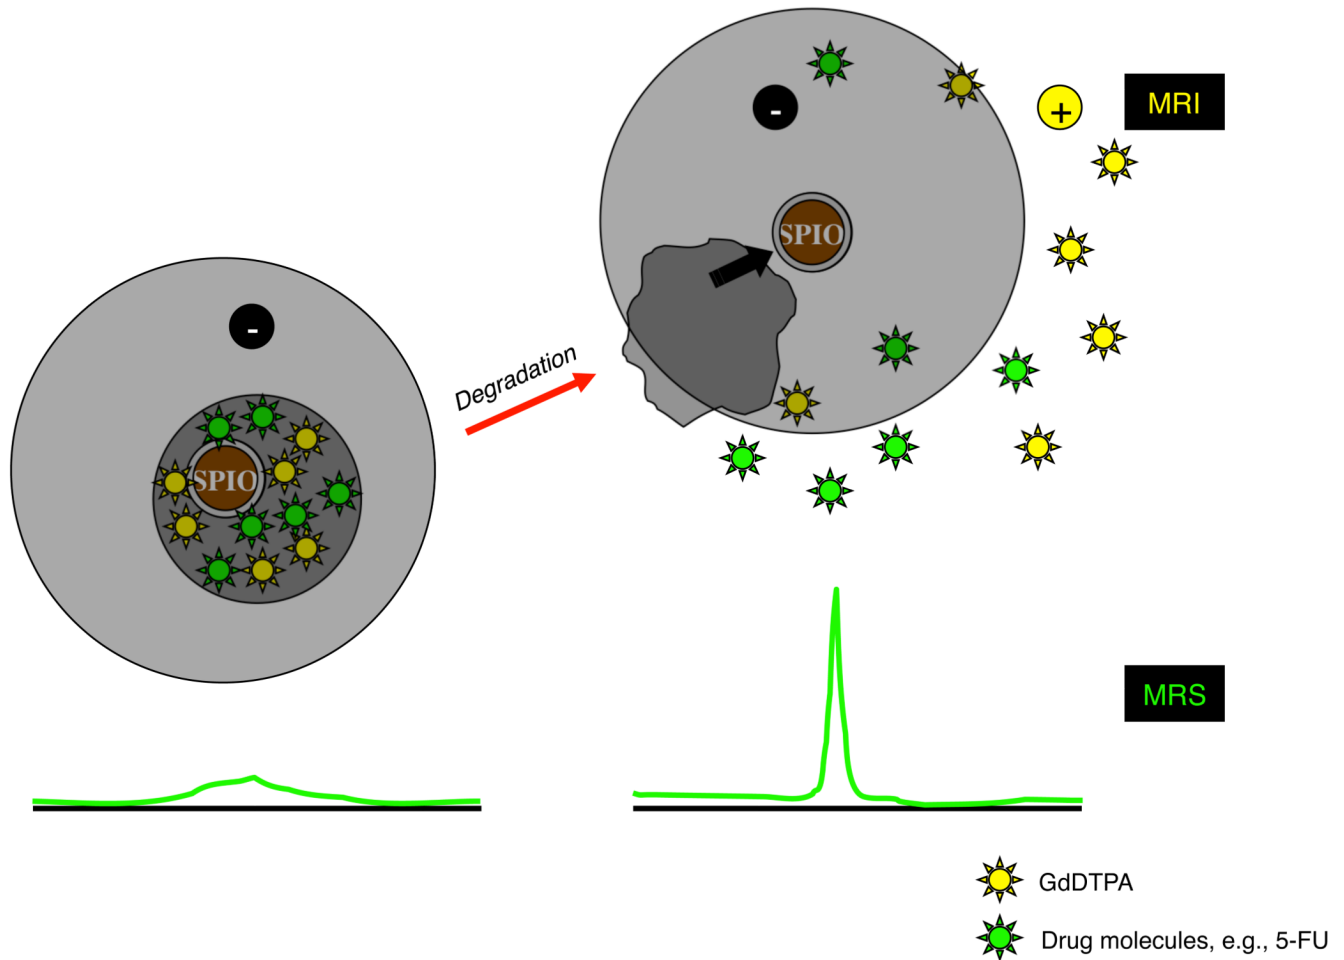 -
+
MRI
SPIO
-
Degradation
SPIO
MRS
GdDTPA
Drug molecules, e.g., 5-FU